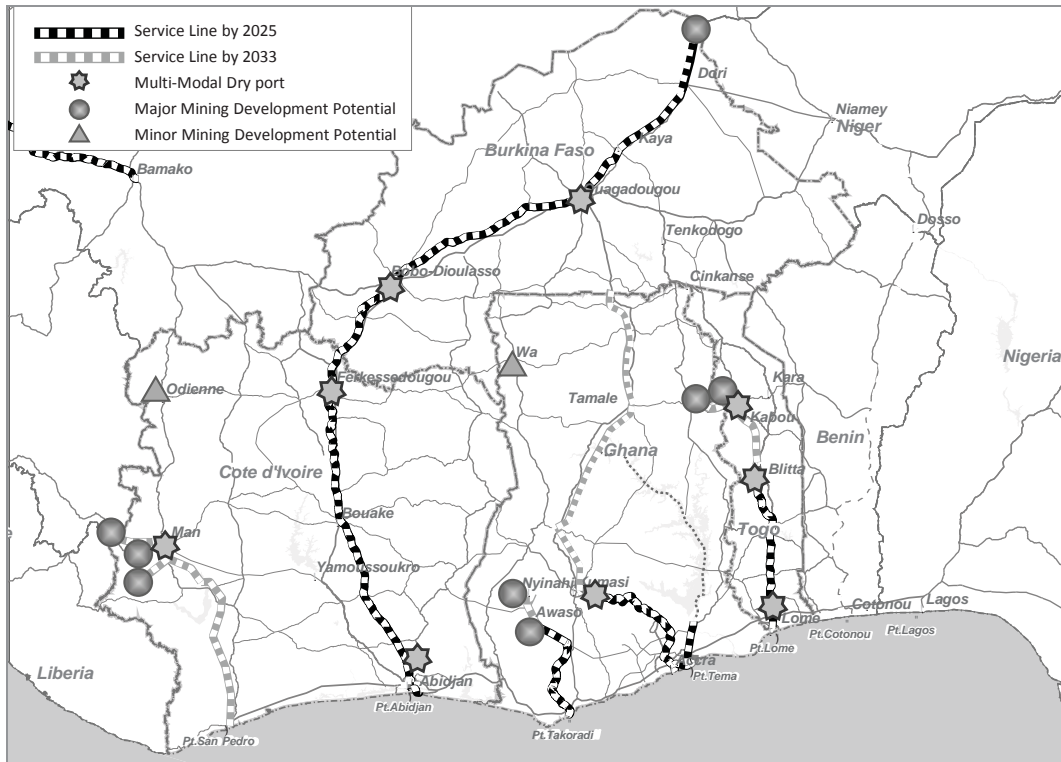 Service Line by 2025
Service Line by 2033
Multi-Modal Dry port
Major Mining Development Potential
Minor Mining Development Potential
Dori
Niamey
Niger
Kaya
Burkina Faso
Bamako
uagadougou
Dosso
Tenkodogo
Bobo-Dioulasso
Cinkanse
Wa
Nigeria
Ferkessedougou
Odienne
Kara
Tamale
Kabou
Benin
Ghana
Cote d'Ivoire
Blitta
Bouake
Man
Togo
Yamoussoukro
Nyinahi
umasi
Awaso
Lome
Cotonou
Lagos
Pt.Cotonou
Pt.Lagos
Pt.Lome
Liberia
Abidjan
Pt.Tema
Pt.Abidjan
Pt.San Pedro
Pt.Takoradi